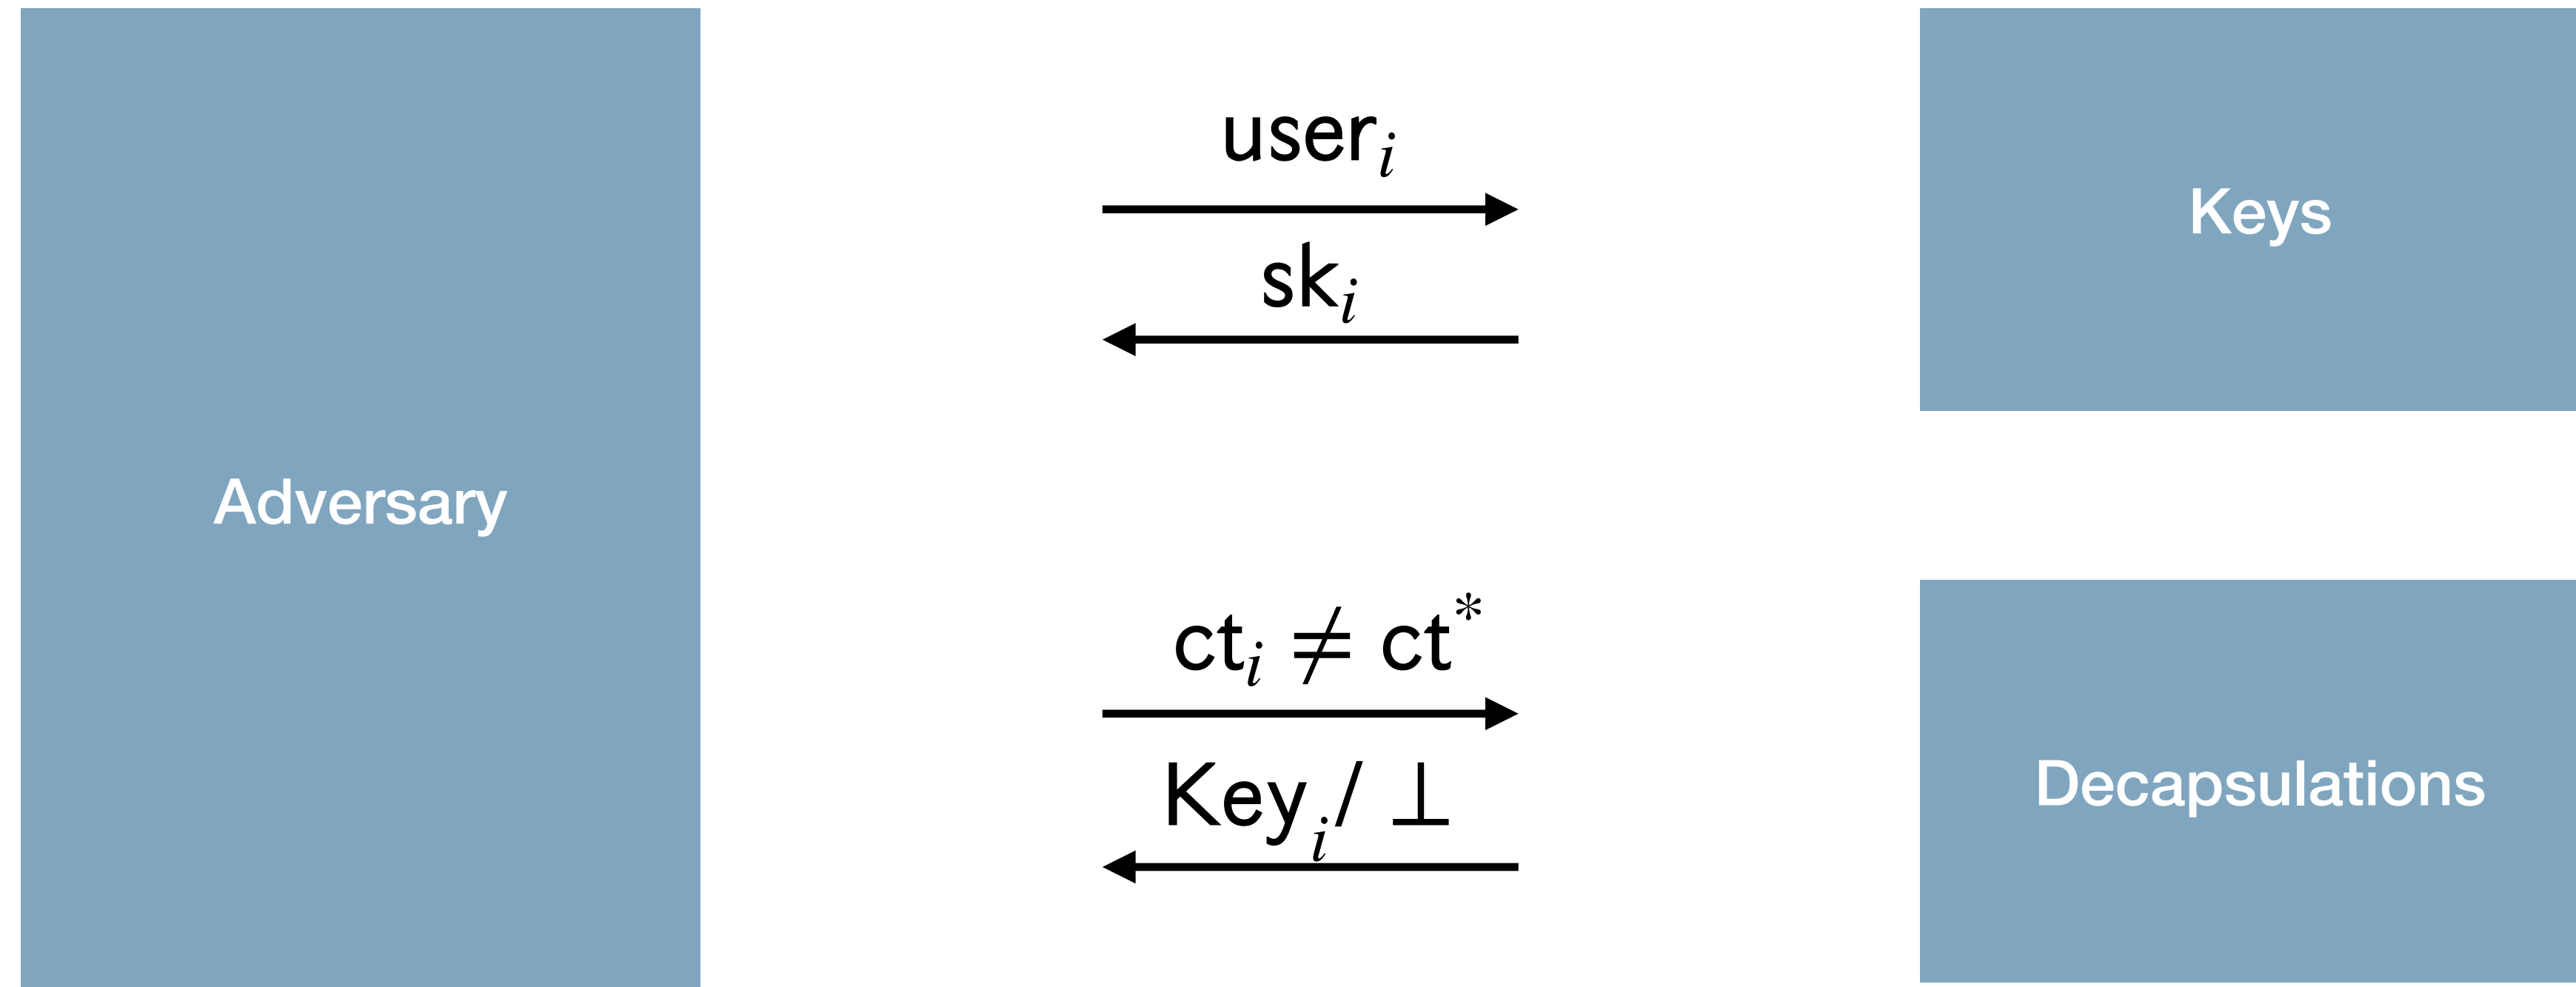 Adversary
user_i
sk_i
Keys
ct_i ≠ ct^*
Key_i / ⊥
Decapsulations